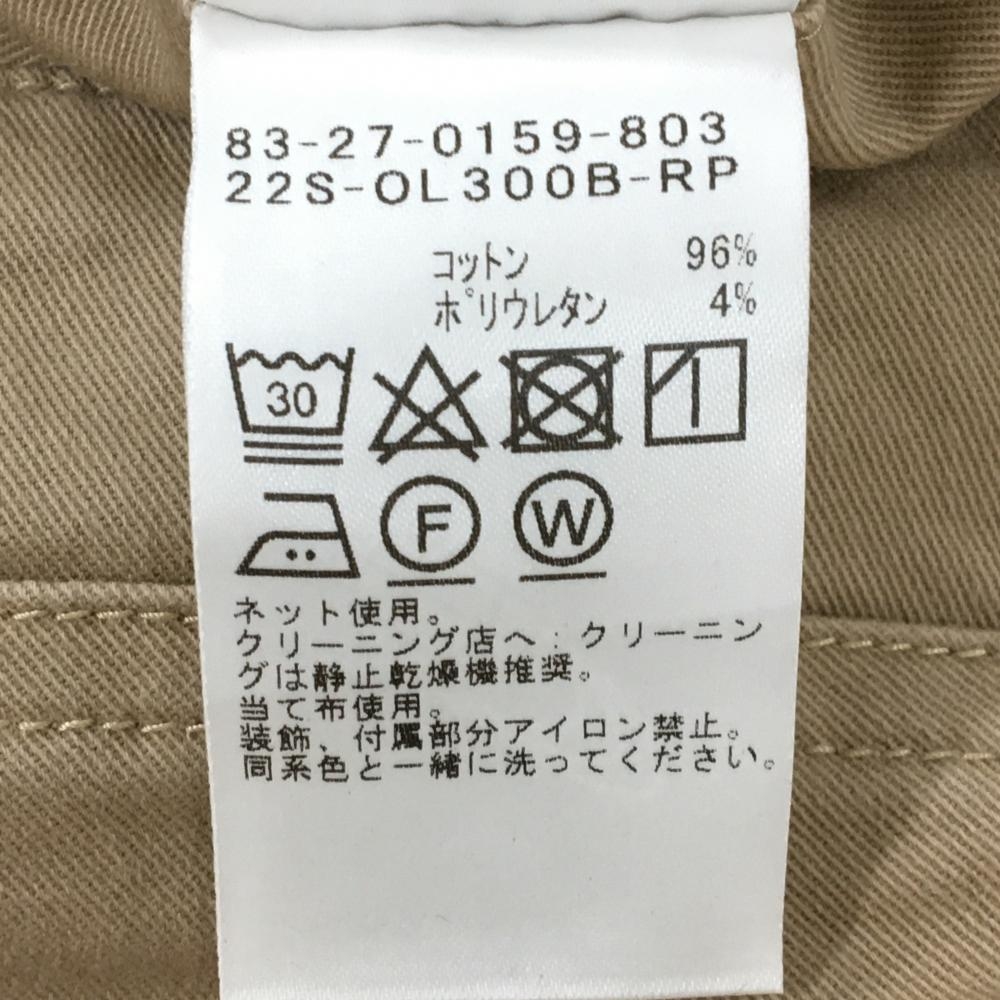 83-27-0159-803
22S-OL300B-RP
コットン 96%
ポリウレタン 4%
30
F W
ネット使用。
クリーニング店へ:クリーニン
グは静止乾燥機推奨。
当て布使用。
装飾、付属部分アイロン禁止。
同系色と一緒に洗ってください。